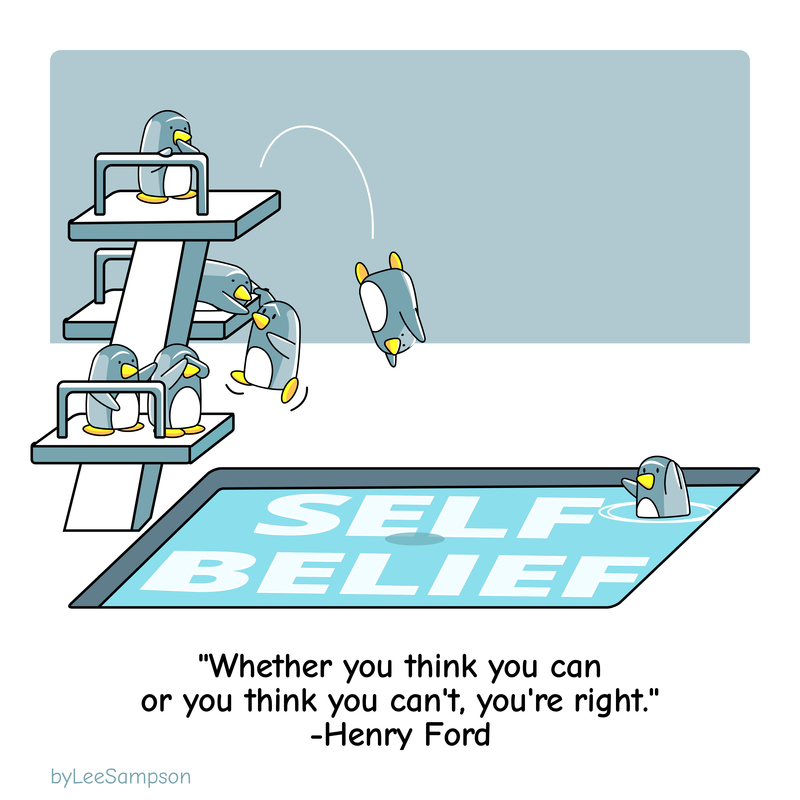 SELF
BELIEF
"Whether you think you can
or you think you can't, you're right."
-Henry Ford
byLeeSampson